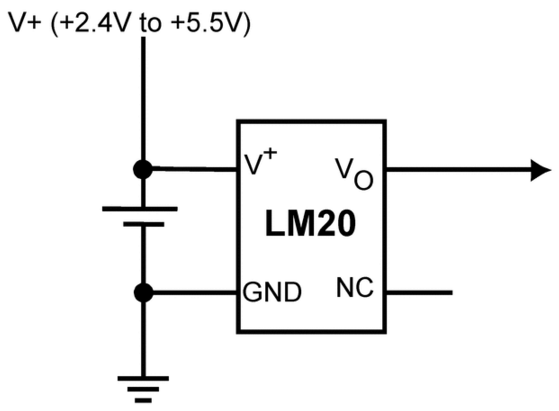 V+ (+2.4V to +5.5V)
V+
VO
LM20
GND
NC